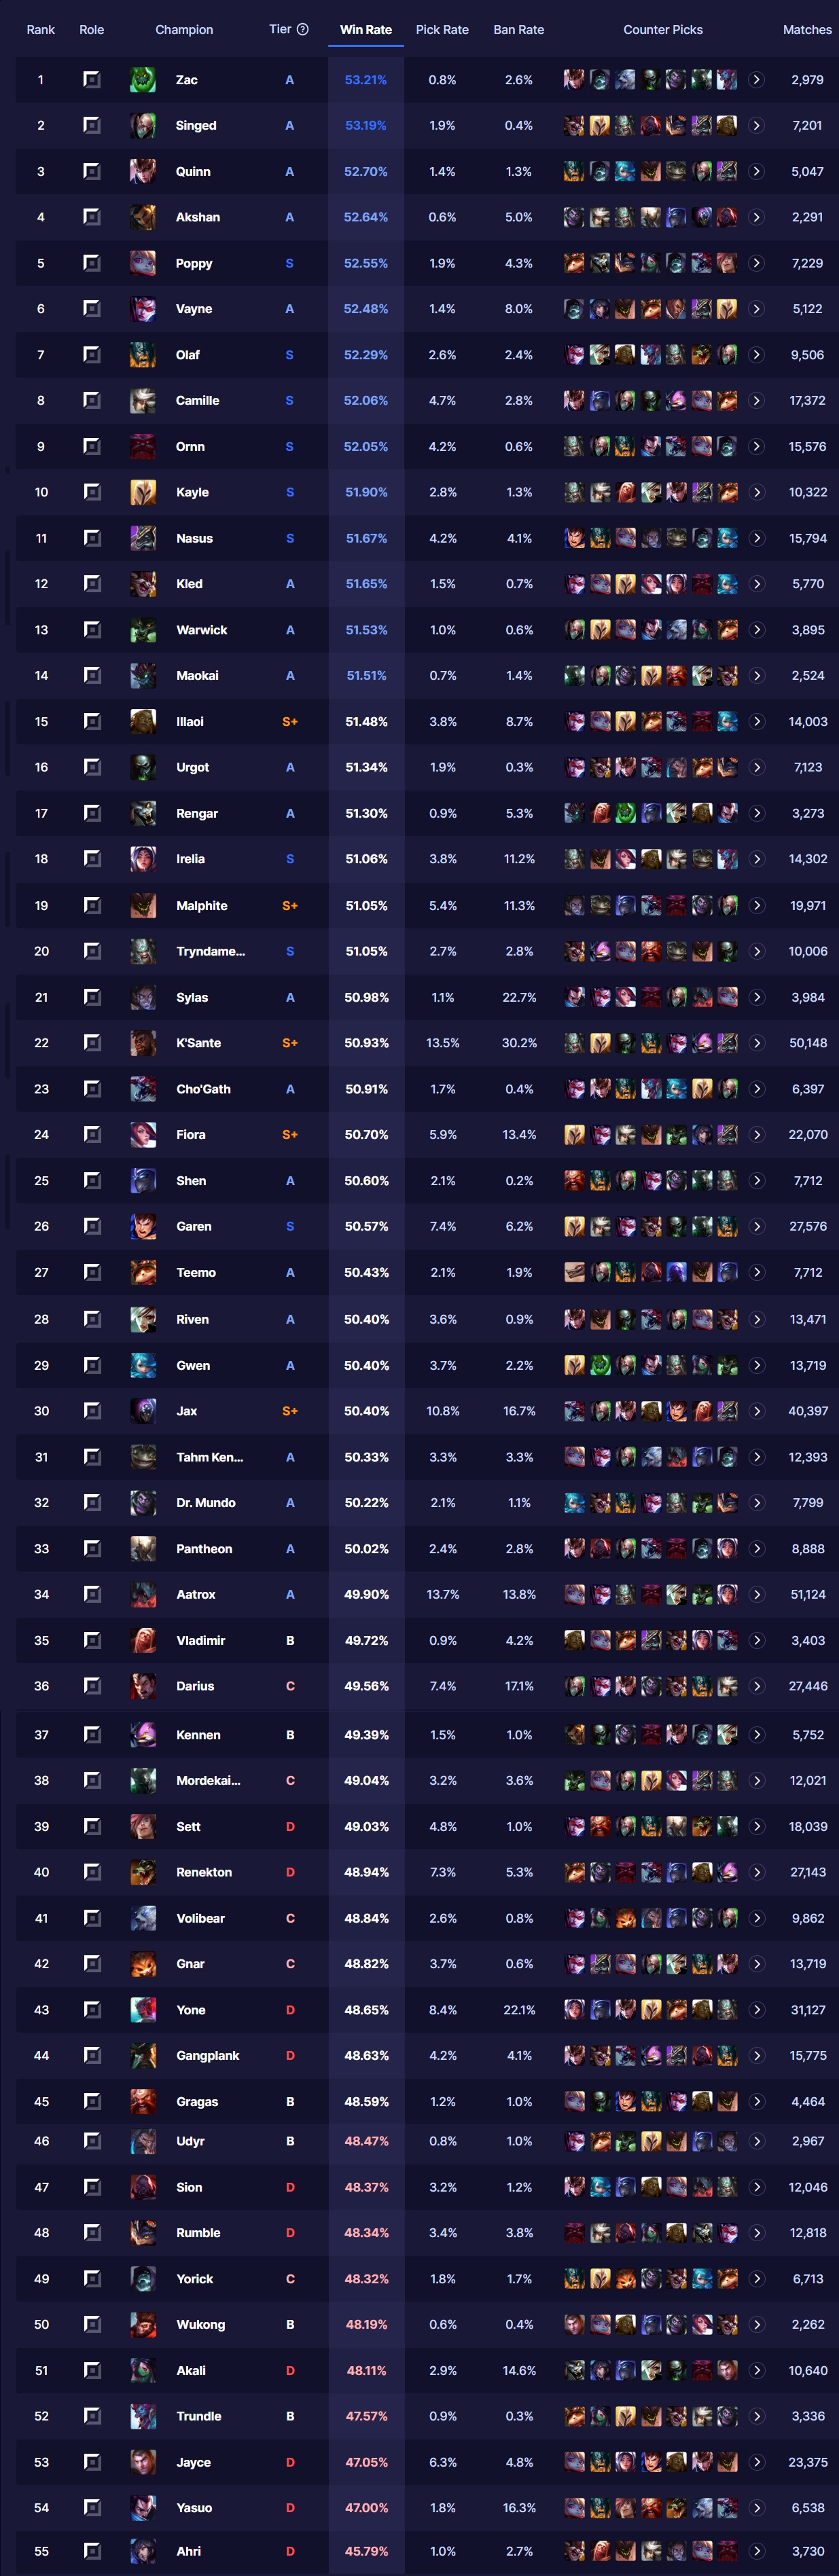 Rank Role Champion Tier ? Win Rate Pick Rate Ban Rate Counter Picks Matches
1 Zac A 53.21% 0.8% 2.6% 2,979
2 Singed A 53.19% 1.9% 0.4% 7,201
3 Quinn A 52.70% 1.4% 1.3% 5,047
4 Akshan A 52.64% 0.6% 5.0% 2,291
5 Poppy S 52.55% 1.9% 4.3% 7,229
6 Vayne A 52.48% 1.4% 8.0% 5,122
7 Olaf S 52.29% 2.6% 2.4% 9,506
8 Camille S 52.06% 4.7% 2.8% 17,372
9 Ornn S 52.05% 4.2% 0.6% 15,576
10 Kayle S 51.90% 2.8% 1.3% 10,322
11 Nasus S 51.67% 4.2% 4.1% 15,794
12 Kled A 51.65% 1.5% 0.7% 5,770
13 Warwick A 51.53% 1.0% 0.6% 3,895
14 Maokai A 51.51% 0.7% 1.4% 2,524
15 Illaoi S+ 51.48% 3.8% 8.7% 14,003
16 Urgot A 51.34% 1.9% 0.3% 7,123
17 Rengar A 51.30% 0.9% 5.3% 3,273
18 Irelia S 51.06% 3.8% 11.2% 14,302
19 Malphite S+ 51.05% 5.4% 11.3% 19,971
20 Tryndame... S 51.05% 2.7% 2.8% 10,006
21 Sylas A 50.98% 1.1% 22.7% 3,984
22 K'Sante S+ 50.93% 13.5% 30.2% 50,148
23 Cho'Gath A 50.91% 1.7% 0.4% 6,397
24 Fiora S+ 50.70% 5.9% 13.4% 22,070
25 Shen A 50.60% 2.1% 0.2% 7,712
26 Garen S 50.57% 7.4% 6.2% 27,576
27 Teemo A 50.43% 2.1% 1.9% 7,712
28 Riven A 50.40% 3.6% 0.9% 13,471
29 Gwen A 50.40% 3.7% 2.2% 13,719
30 Jax S+ 50.40% 10.8% 16.7% 40,397
31 Tahm Ken... A 50.33% 3.3% 3.3% 12,393
32 Dr. Mundo A 50.22% 2.1% 1.1% 7,799
33 Pantheon A 50.02% 2.4% 2.8% 8,888
34 Aatrox A 49.90% 13.7% 13.8% 51,124
35 Vladimir B 49.72% 0.9% 4.2% 3,403
36 Darius C 49.56% 7.4% 17.1% 27,446
37 Kennen B 49.39% 1.5% 1.0% 5,752
38 Mordekai... C 49.04% 3.2% 3.6% 12,021
39 Sett D 49.03% 4.8% 1.0% 18,039
40 Renekton D 48.94% 7.3% 5.3% 27,143
41 Volibear C 48.84% 2.6% 0.8% 9,862
42 Gnar C 48.82% 3.7% 0.6% 13,719
43 Yone D 48.65% 8.4% 22.1% 31,127
44 Gangplank D 48.63% 4.2% 4.1% 15,775
45 Gragas B 48.59% 1.2% 1.0% 4,464
46 Udyr B 48.47% 0.8% 1.0% 2,967
47 Sion D 48.37% 3.2% 1.2% 12,046
48 Rumble D 48.34% 3.4% 3.8% 12,818
49 Yorick C 48.32% 1.8% 1.7% 6,713
50 Wukong B 48.19% 0.6% 0.4% 2,262
51 Akali D 48.11% 2.9% 14.6% 10,640
52 Trundle B 47.57% 0.9% 0.3% 3,336
53 Jayce D 47.05% 6.3% 4.8% 23,375
54 Yasuo D 47.00% 1.8% 16.3% 6,538
55 Ahri D 45.79% 1.0% 2.7% 3,730